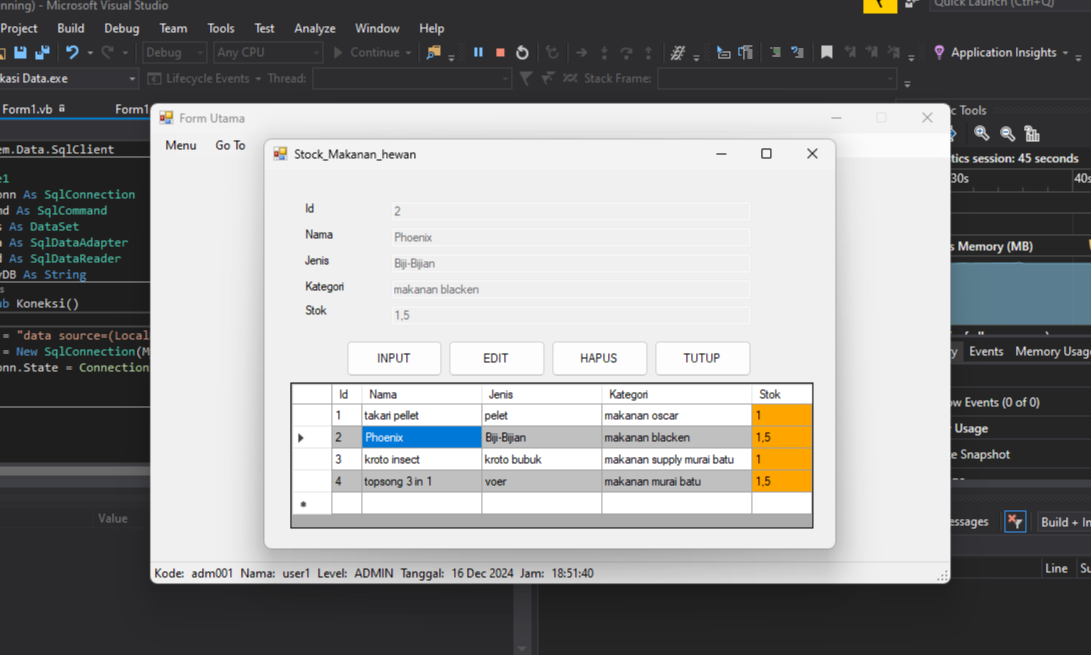 nning) - Microsoft Visual Studio
Quick Launch (Ctrl+Q)
Project Build Debug Team Tools Test Analyze Window Help
Debug Any CPU Continue Application Insights
kasi Data.exe Lifecycle Events Thread: Stack Frame:
Form1.vb Form1
c Tools
em.Data.SqlClient
tics session: 45 seconds
30s 40s
e1
onn As SqlConnection
md As SqlCommand
s As DataSet
a As SqlDataAdapter
d As SqlDataReader
yDB As String
s
ub Koneksi()
= "data source=(Local
= New SqlConnection(M
onn.State = Connection
s Memory (MB)
y Events Memory Usag
ow Events (0 of 0)
Usage
e Snapshot
Form Utama
Menu Go To
Stock_Makanan_hewan
Id 2
Nama Phoenix
Jenis Biji-Bijian
Kategori makanan blacken
Stok 1,5
INPUT EDIT HAPUS TUTUP
Id Nama Jenis Kategori Stok
1 takari pellet pelet makanan oscar 1
2 Phoenix Biji-Bijian makanan blacken 1,5
3 kroto insect kroto bubuk makanan supply murai batu 1
4 topsong 3 in 1 voer makanan murai batu 1,5
Kode: adm001 Nama: user1 Level: ADMIN Tanggal: 16 Dec 2024 Jam: 18:51:40
Value
essages Build + In
Line Su